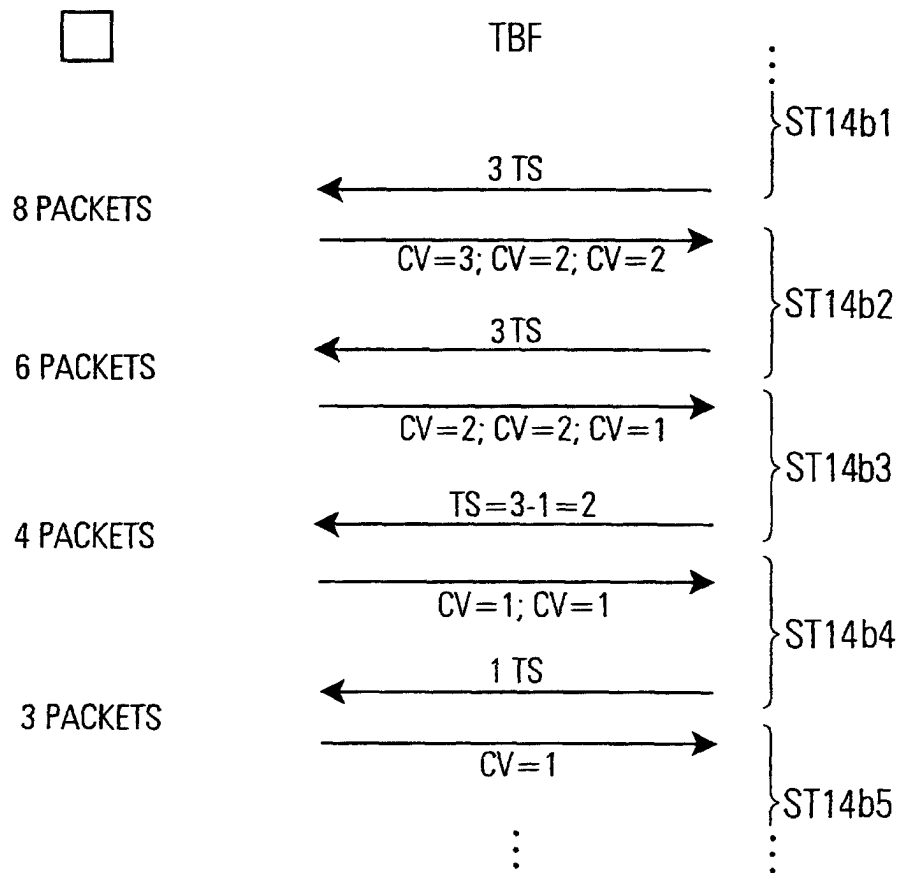 TBF
ST14b1
3 TS
8 PACKETS
CV=3; CV=2; CV=2
ST14b2
3 TS
6 PACKETS
CV=2; CV=2; CV=1
ST14b3
TS=3-1=2
4 PACKETS
CV=1; CV=1
ST14b4
1 TS
3 PACKETS
CV=1
ST14b5